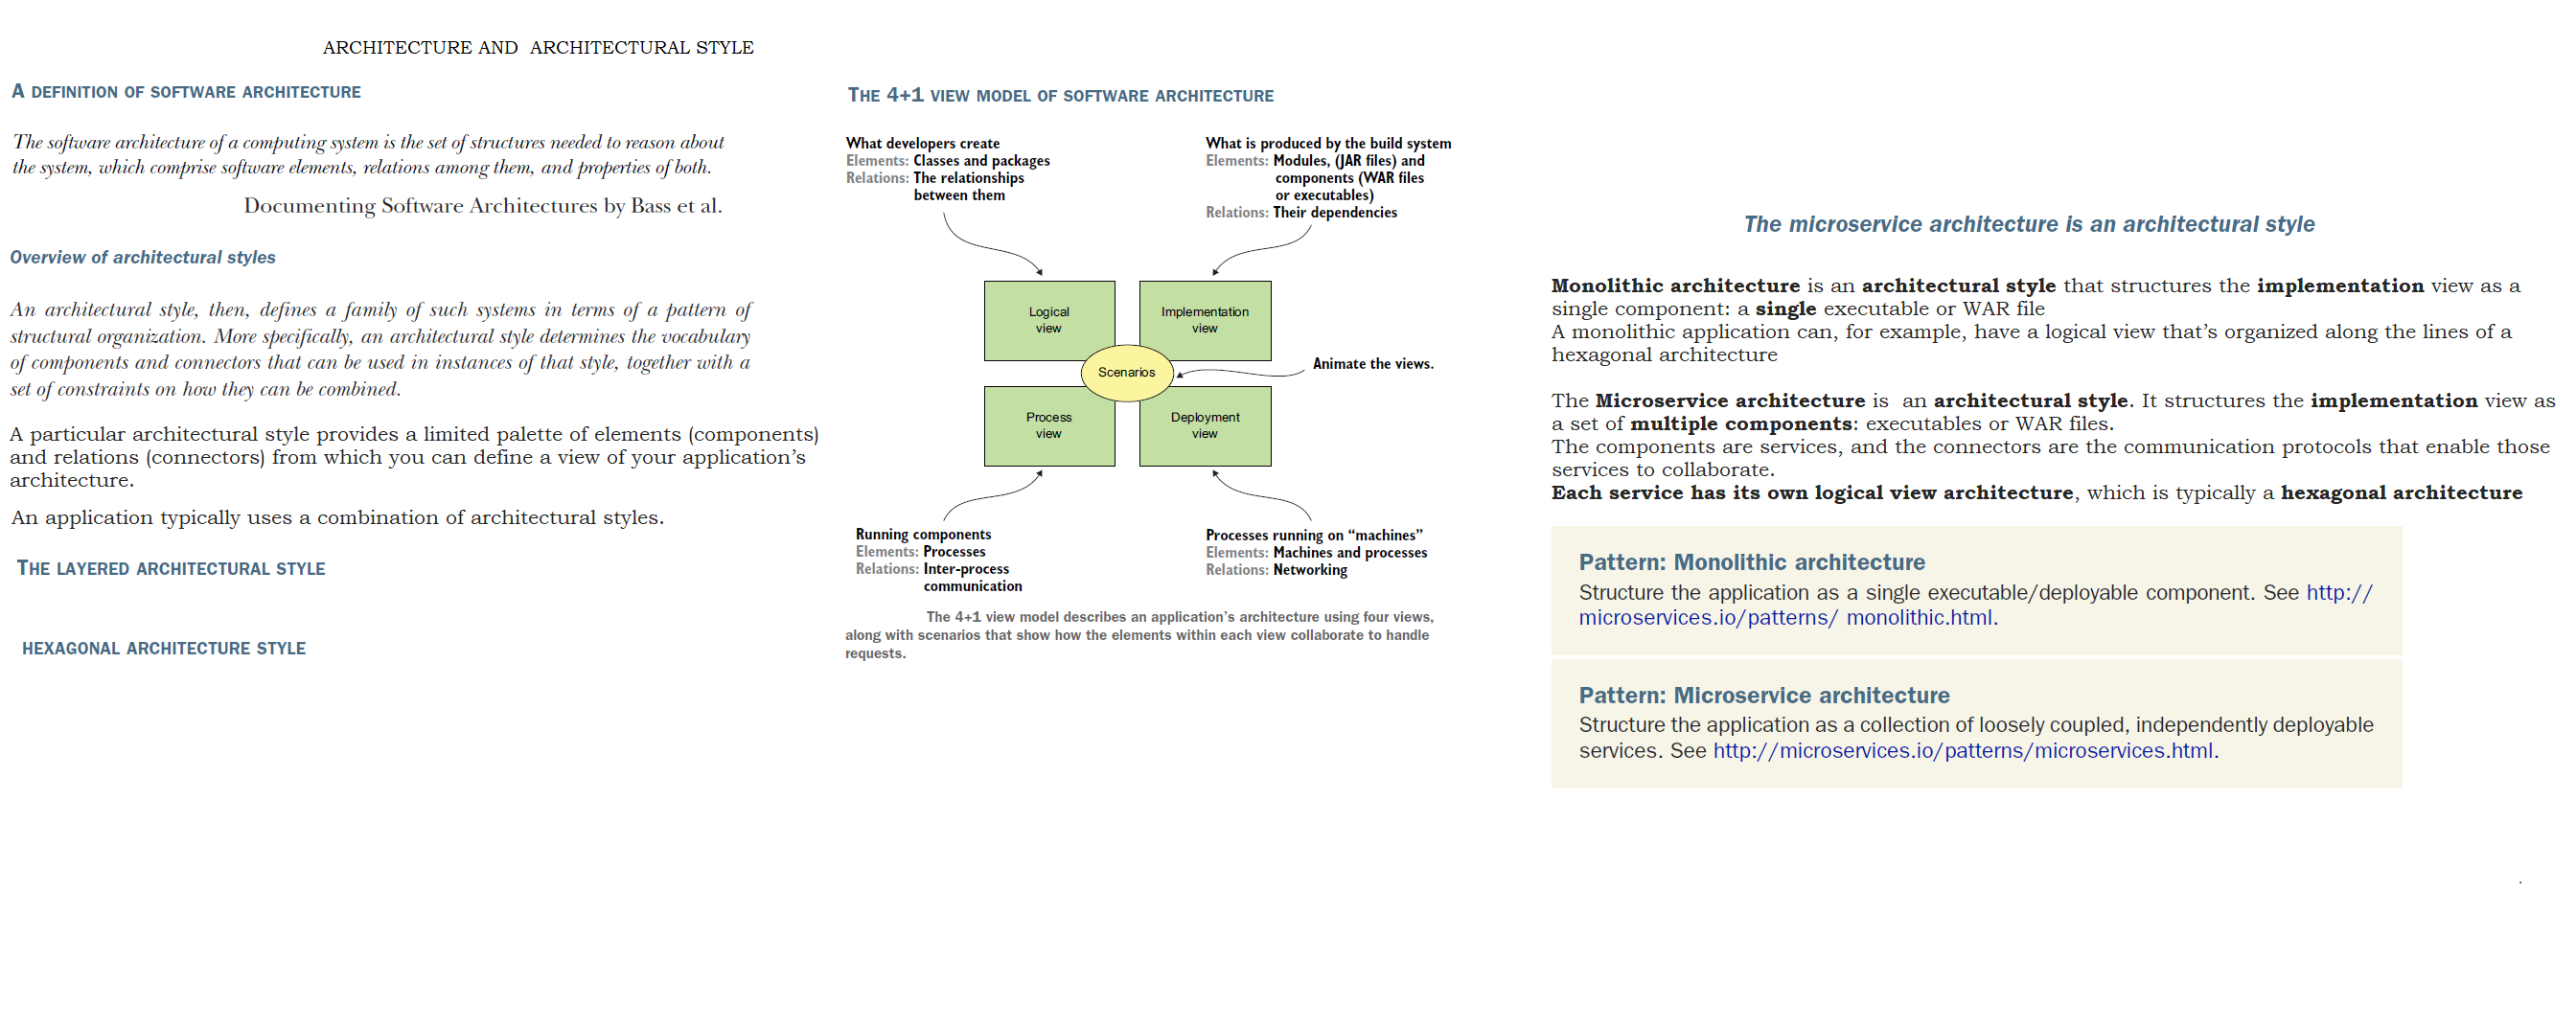 ARCHITECTURE AND ARCHITECTURAL STYLE
A DEFINITION OF SOFTWARE ARCHITECTURE
The software architecture of a computing system is the set of structures needed to reason about
the system, which comprise software elements, relations among them, and properties of both.
Documenting Software Architectures by Bass et al.
Overview of architectural styles
An architectural style, then, defines a family of such systems in terms of a pattern of
structural organization. More specifically, an architectural style determines the vocabulary
of components and connectors that can be used in instances of that style, together with a
set of constraints on how they can be combined.
A particular architectural style provides a limited palette of elements (components)
and relations (connectors) from which you can define a view of your application's
architecture.
An application typically uses a combination of architectural styles.
THE LAYERED ARCHITECTURAL STYLE
HEXAGONAL ARCHITECTURE STYLE
THE 4+1 VIEW MODEL OF SOFTWARE ARCHITECTURE
What developers create
Elements: Classes and packages
Relations: The relationships
between them
What is produced by the build system
Elements: Modules, (JAR files) and
components (WAR files
or executables)
Relations: Their dependencies
Logical
view
Implementation
view
Scenarios
Animate the views.
Process
view
Deployment
view
Running components
Elements: Processes
Relations: Inter-process
communication
Processes running on “machines”
Elements: Machines and processes
Relations: Networking
The 4+1 view model describes an application's architecture using four views,
along with scenarios that show how the elements within each view collaborate to handle
requests.
The microservice architecture is an architectural style
Monolithic architecture is an architectural style that structures the implementation view as a
single component: a single executable or WAR file
A monolithic application can, for example, have a logical view that's organized along the lines of a
hexagonal architecture
The Microservice architecture is an architectural style. It structures the implementation view as
a set of multiple components: executables or WAR files.
The components are services, and the connectors are the communication protocols that enable those
services to collaborate.
Each service has its own logical view architecture, which is typically a hexagonal architecture
Pattern: Monolithic architecture
Structure the application as a single executable/deployable component. See http://
microservices.io/patterns/ monolithic.html.
Pattern: Microservice architecture
Structure the application as a collection of loosely coupled, independently deployable
services. See http://microservices.io/patterns/microservices.html.
.